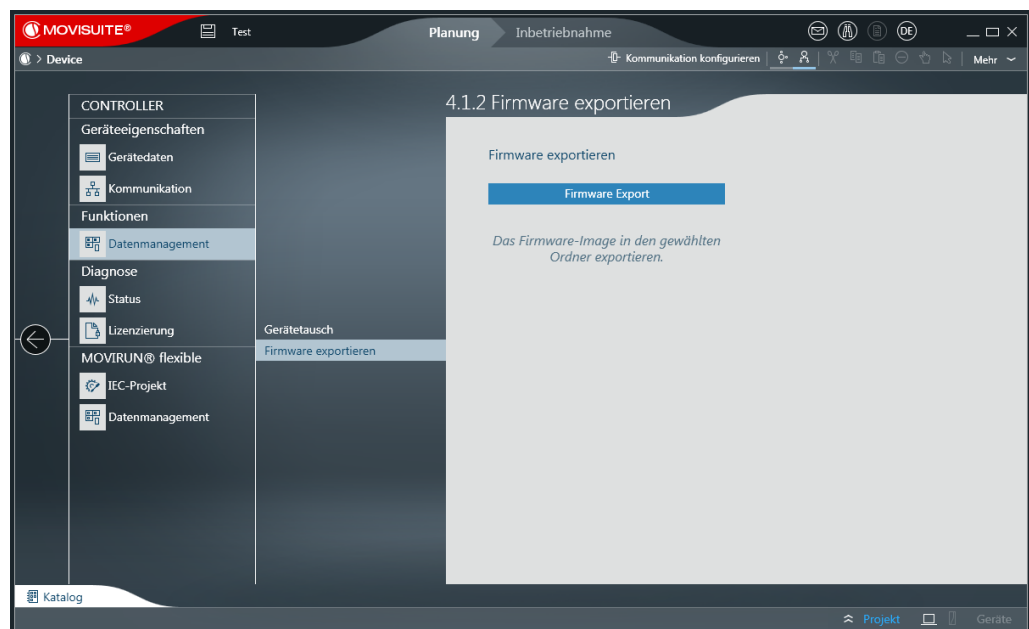 MOVISUITE®
Test
Planung
Inbetriebnahme
DE
> Device
Kommunikation konfigurieren
Mehr
CONTROLLER
Geräteeigenschaften
Gerätedaten
Kommunikation
Funktionen
Datenmanagement
Diagnose
Status
Lizenzierung
MOVIRUN® flexible
IEC-Projekt
Datenmanagement
Gerätetausch
Firmware exportieren
4.1.2 Firmware exportieren
Firmware exportieren
Firmware Export
Das Firmware-Image in den gewählten
Ordner exportieren.
Katalog
Projekt
Geräte